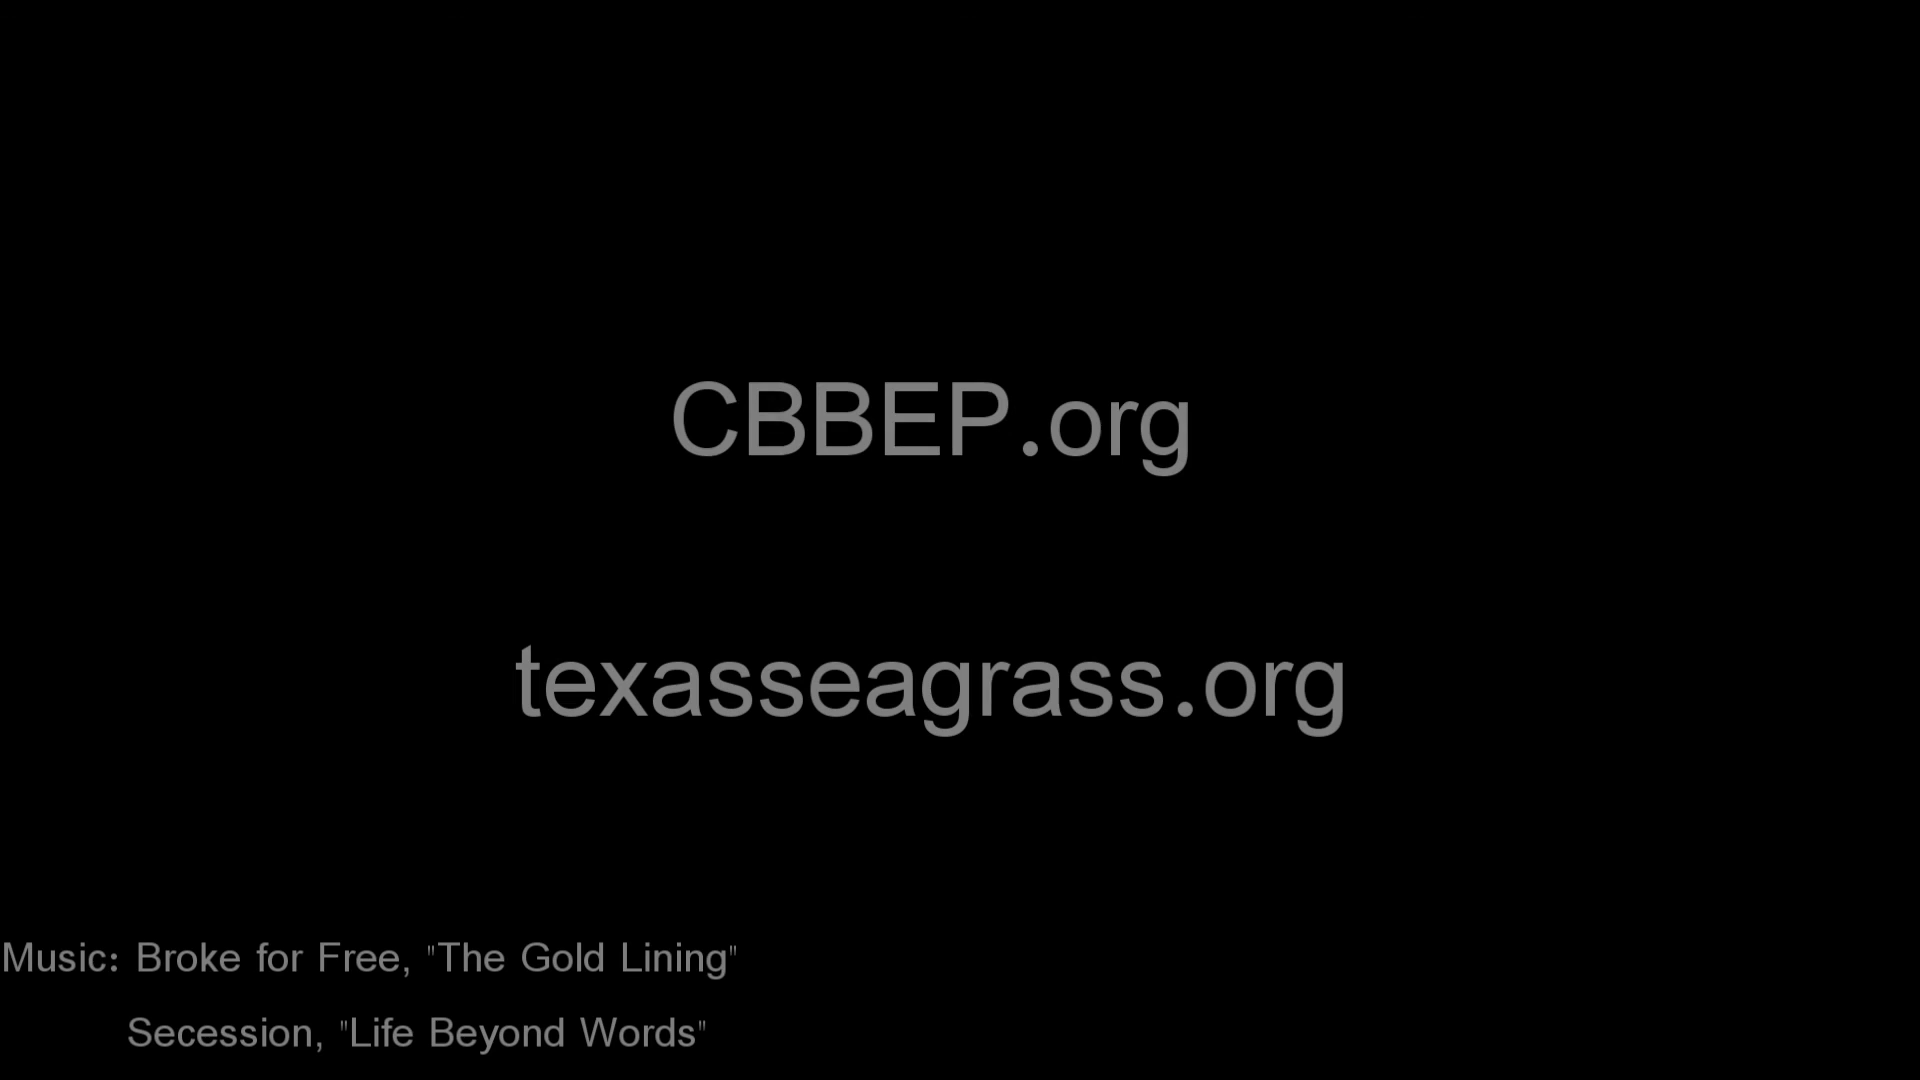 CBBEP.org
texasseagrass.org
Music: Broke for Free, "The Gold Lining"
Secession, "Life Beyond Words"